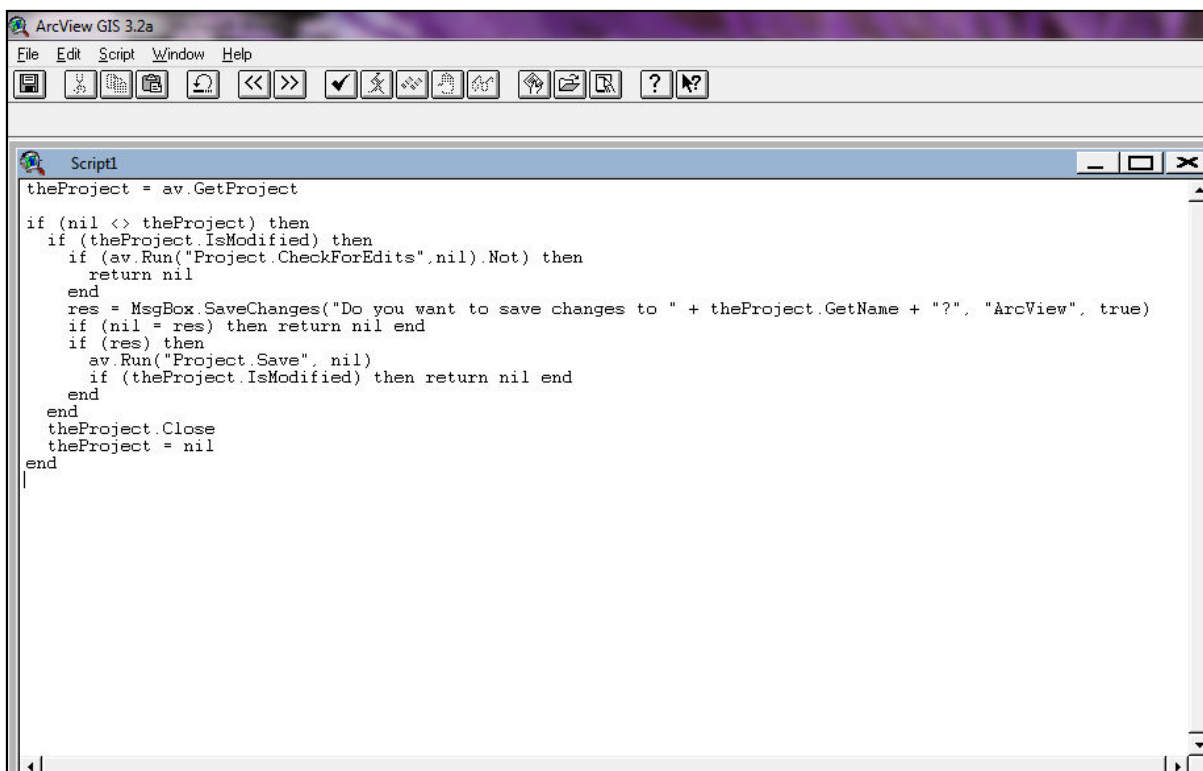 ArcView GIS 3.2a
File Edit Script Window Help
Script1
theProject = av.GetProject
if (nil <> theProject) then
if (theProject.IsModified) then
if (av.Run("Project.CheckForEdits",nil).Not) then
return nil
end
res = MsgBox.SaveChanges("Do you want to save changes to " + theProject.GetName + "?", "ArcView", true)
if (nil = res) then return nil end
if (res) then
av.Run("Project.Save", nil)
if (theProject.IsModified) then return nil end
end
end
theProject.Close
theProject = nil
end